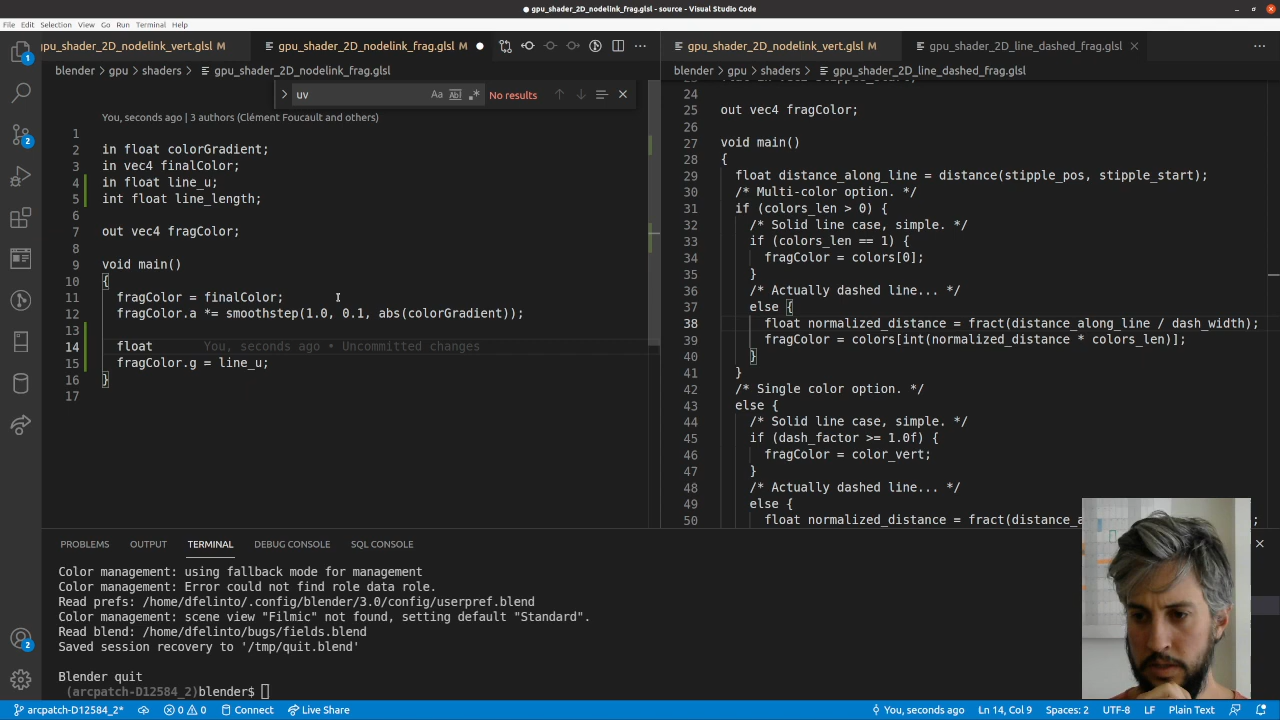 ● gpu_shader_2D_nodelink_frag.glsl - source - Visual Studio Code
File Edit Selection View Go Run Terminal Help
gpu_shader_2D_nodelink_vert.glsl M
gpu_shader_2D_nodelink_frag.glsl M ●
blender > gpu > shaders > gpu_shader_2D_nodelink_frag.glsl
uv
Aa Abl .* No results
You, seconds ago | 3 authors (Clément Foucault and others)
1
2 in float colorGradient;
3 in vec4 finalColor;
4 in float line_u;
5 int float line_length;
6
7 out vec4 fragColor;
8
9 void main()
10 {
11 fragColor = finalColor;
12 fragColor.a *= smoothstep(1.0, 0.1, abs(colorGradient));
13
14 float You, seconds ago • Uncommitted changes
15 fragColor.g = line_u;
16 }
17
gpu_shader_2D_nodelink_vert.glsl M
gpu_shader_2D_line_dashed_frag.glsl
blender > gpu > shaders > gpu_shader_2D_line_dashed_frag.glsl
24
25 out vec4 fragColor;
26
27 void main()
28 {
29 float distance_along_line = distance(stipple_pos, stipple_start);
30 /* Multi-color option. */
31 if (colors_len > 0) {
32 /* Solid line case, simple. */
33 if (colors_len == 1) {
34 fragColor = colors[0];
35 }
36 /* Actually dashed line... */
37 else {
38 float normalized_distance = fract(distance_along_line / dash_width);
39 fragColor = colors[int(normalized_distance * colors_len)];
40 }
41 }
42 /* Single color option. */
43 else {
44 /* Solid line case, simple. */
45 if (dash_factor >= 1.0f) {
46 fragColor = color_vert;
47 }
48 /* Actually dashed line... */
49 else {
50 float normalized_distance = fract(distance_a
PROBLEMS OUTPUT TERMINAL DEBUG CONSOLE SQL CONSOLE
Color management: using fallback mode for management
Color management: Error could not find role data role.
Read prefs: /home/dfelinto/.config/blender/3.0/config/userpref.blend
Color management: scene view "Filmic" not found, setting default "Standard".
Read blend: /home/dfelinto/bugs/fields.blend
Saved session recovery to '/tmp/quit.blend'
Blender quit
(arcpatch-D12584_2)blender$
1
2
2
arcpatch-D12584_2* 0 0 Connect Live Share You, seconds ago Ln 14, Col 9 Spaces: 2 UTF-8 LF Plain Text